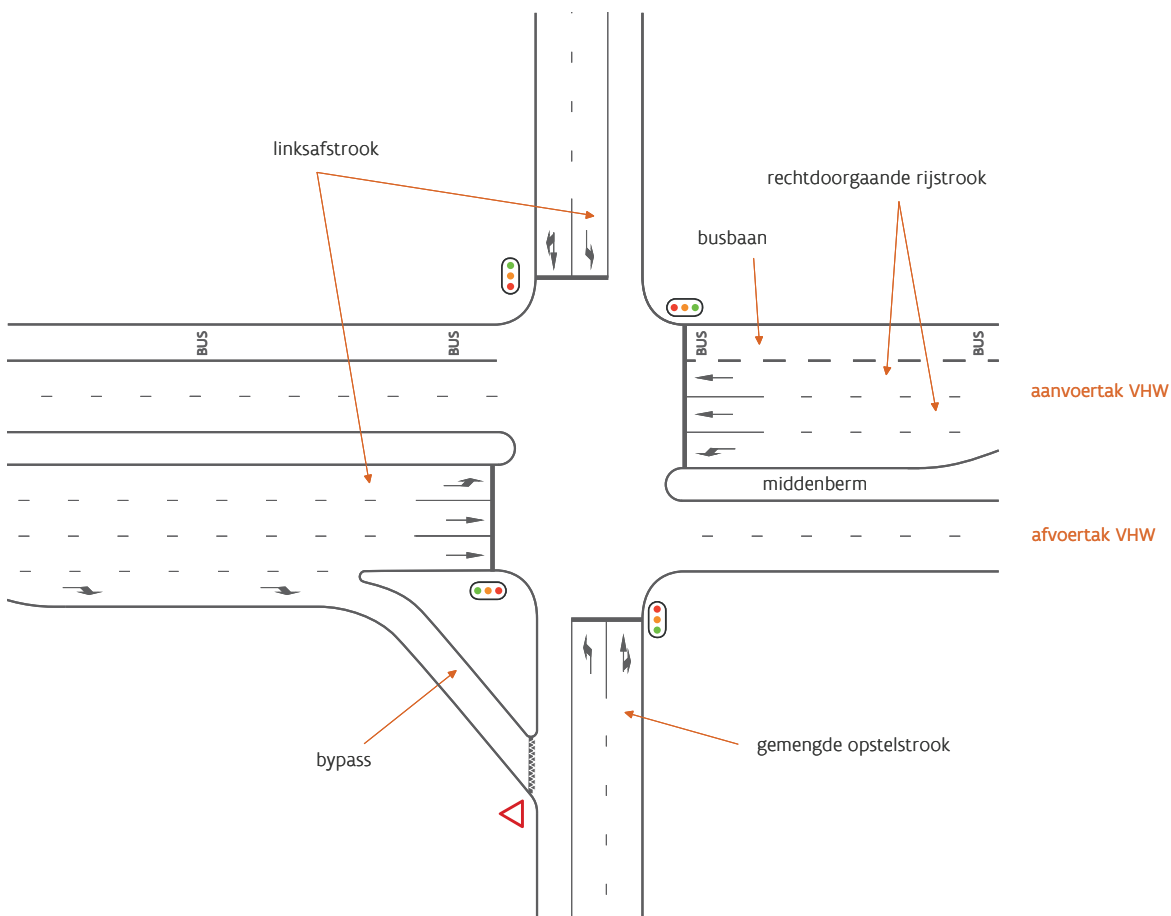 linksafstrook
rechtdoorgaande rijstrook
busbaan
BUS
BUS
BUS
BUS
aanvoertak VHW
middenberm
afvoertak VHW
gemengde opstelstrook
bypass